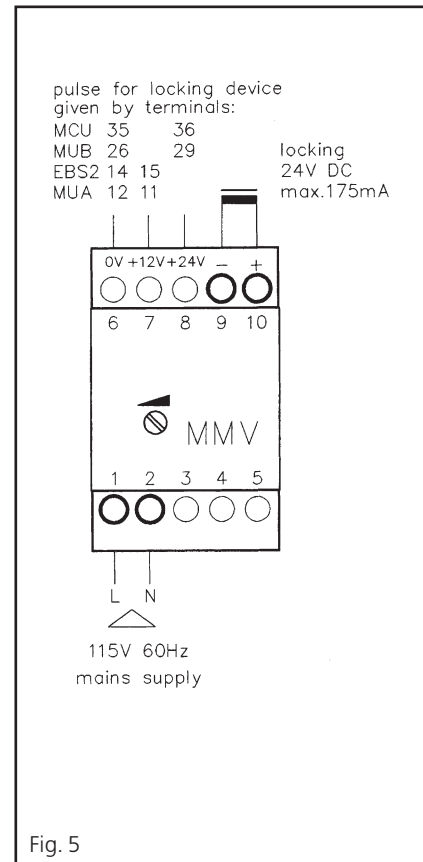 pulse for locking device
given by terminals:
MCU 35 36
MUB 26 29
EBS2 14 15
MUA 12 11
locking
24V DC
max.175mA
0V +12V +24V - +
6 7 8 9 10
MMV
1 2 3 4 5
L N
115V 60Hz
mains supply
Fig. 5